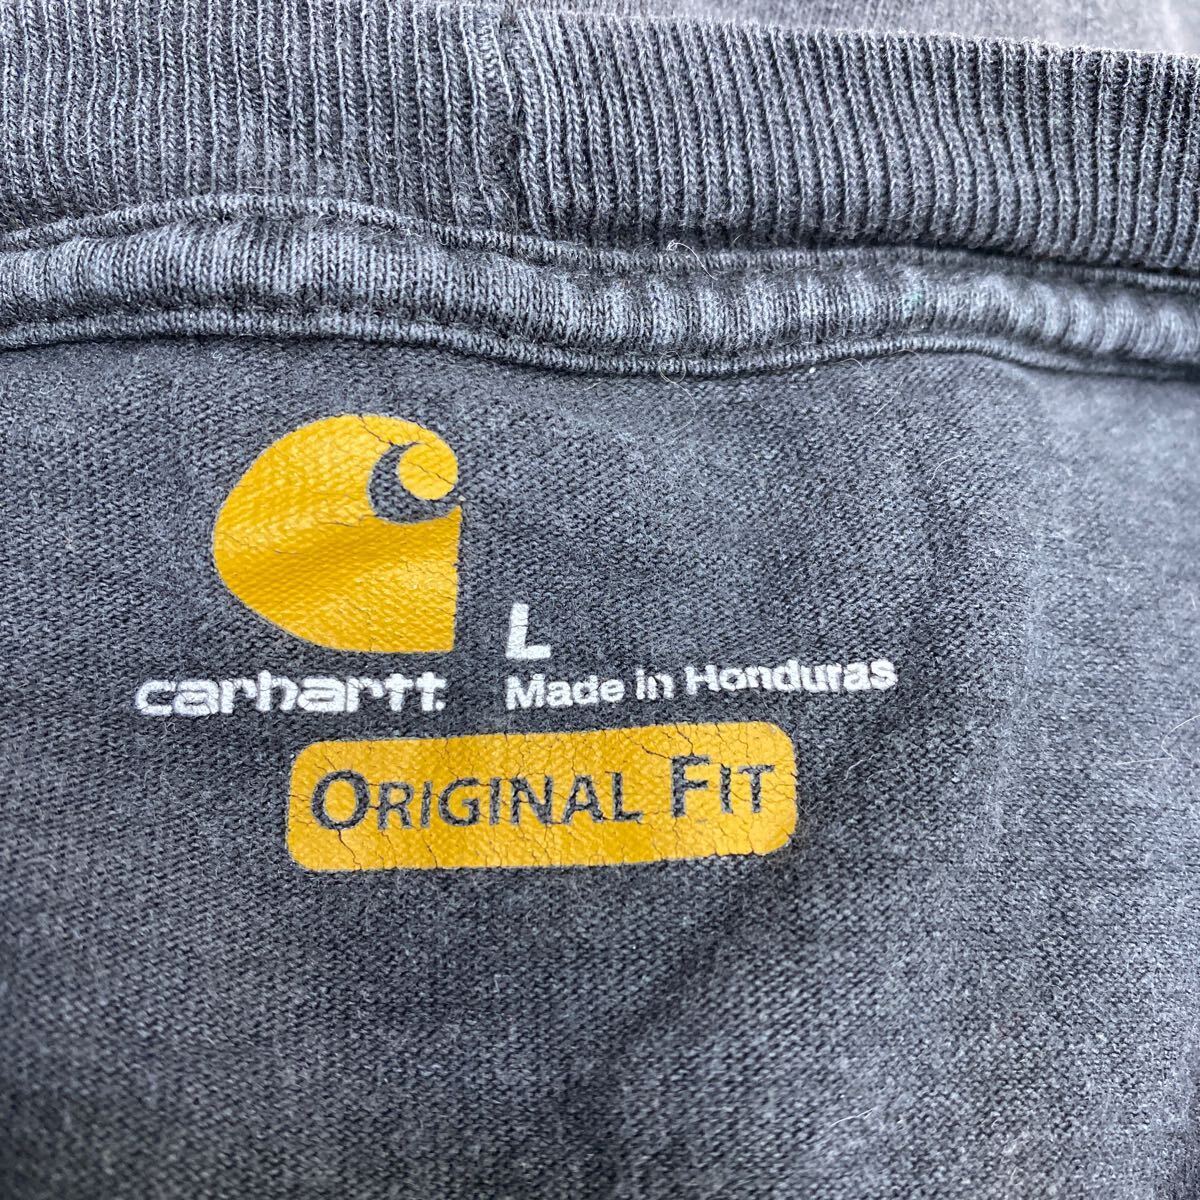 L
carhartt.
Made in Honduras
ORIGINAL FIT